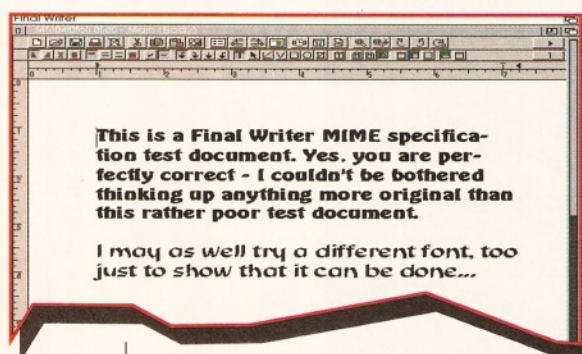 Final Writer
This is a Final Writer MIME specifica-
tion test document. Yes, you are per-
fectly correct - I couldn't be bothered
thinking up anything more original than
this rather poor test document.
I may as well try a different font, too
just to show that it can be done...